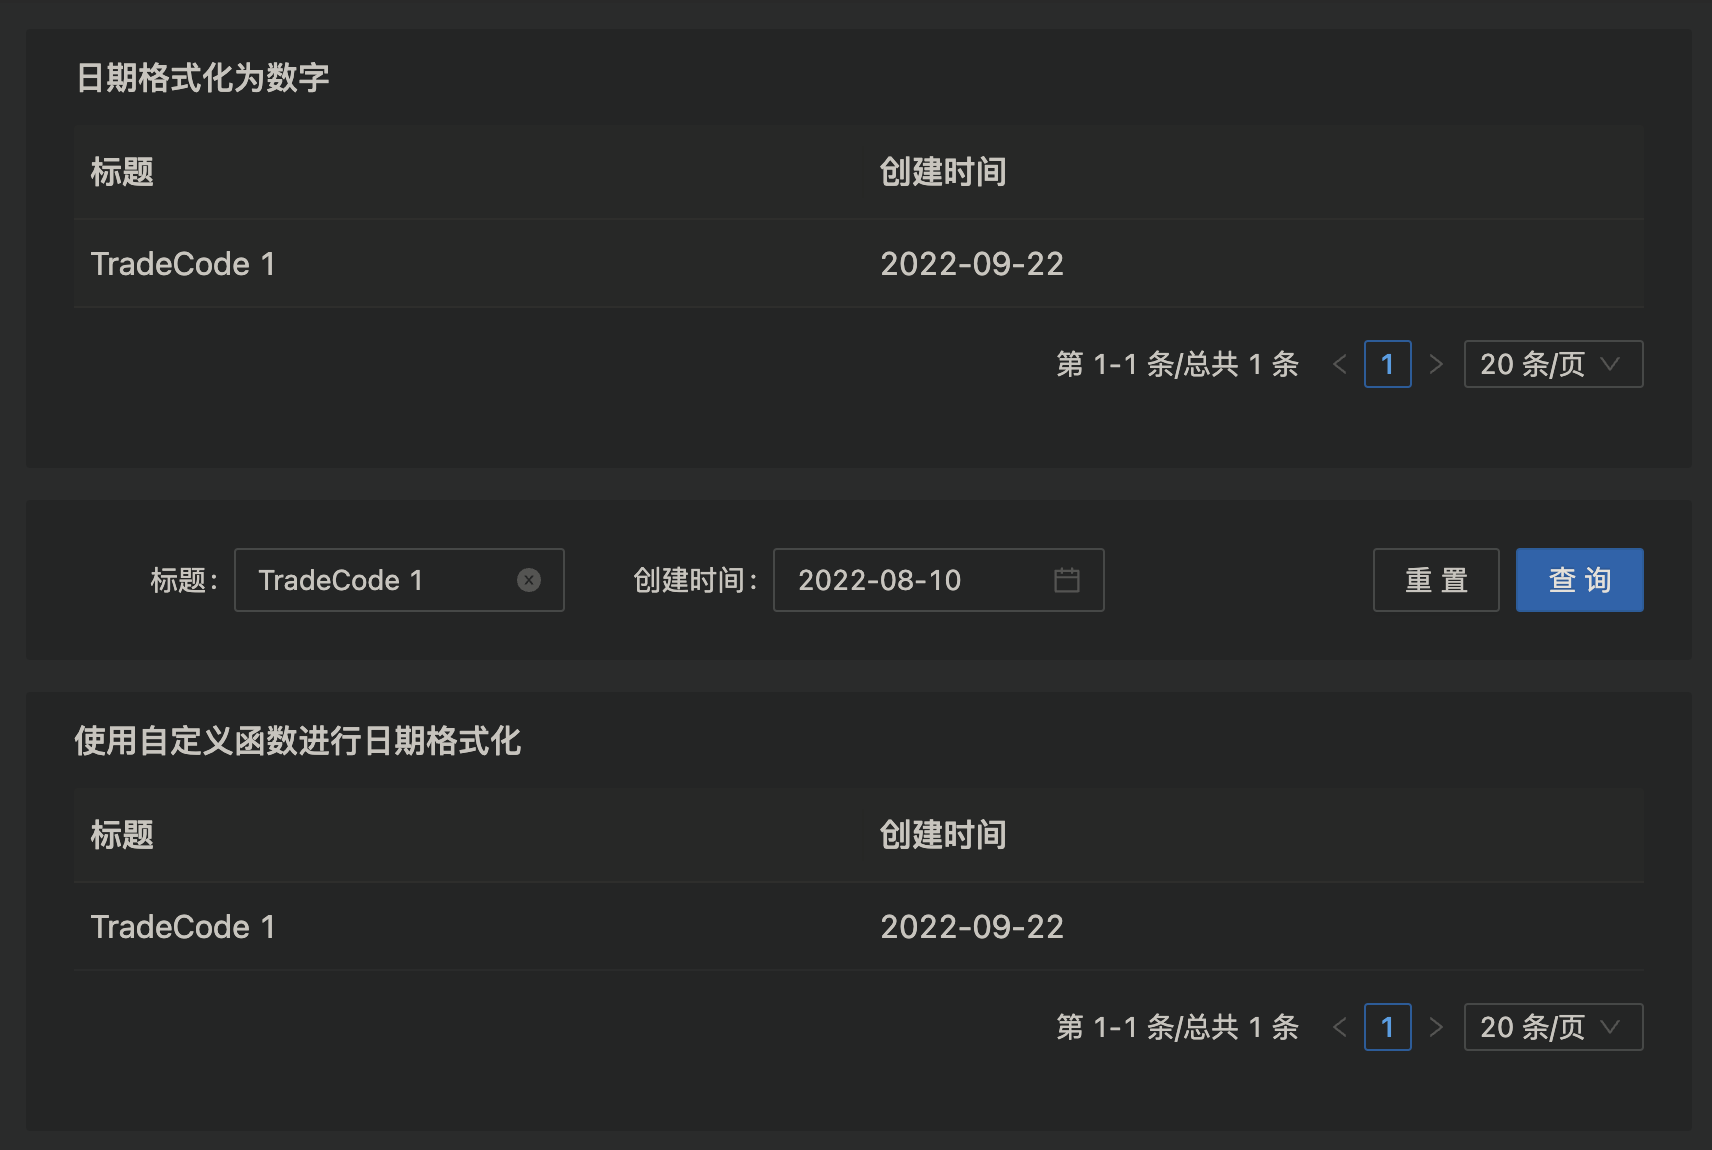 日期格式化为数字
标题 创建时间
TradeCode 1 2022-09-22
第 1-1 条/总共 1 条 < 1 > 20 条/页
标题: TradeCode 1 创建时间: 2022-08-10 重 置 查 询
使用自定义函数进行日期格式化
标题 创建时间
TradeCode 1 2022-09-22
第 1-1 条/总共 1 条 < 1 > 20 条/页